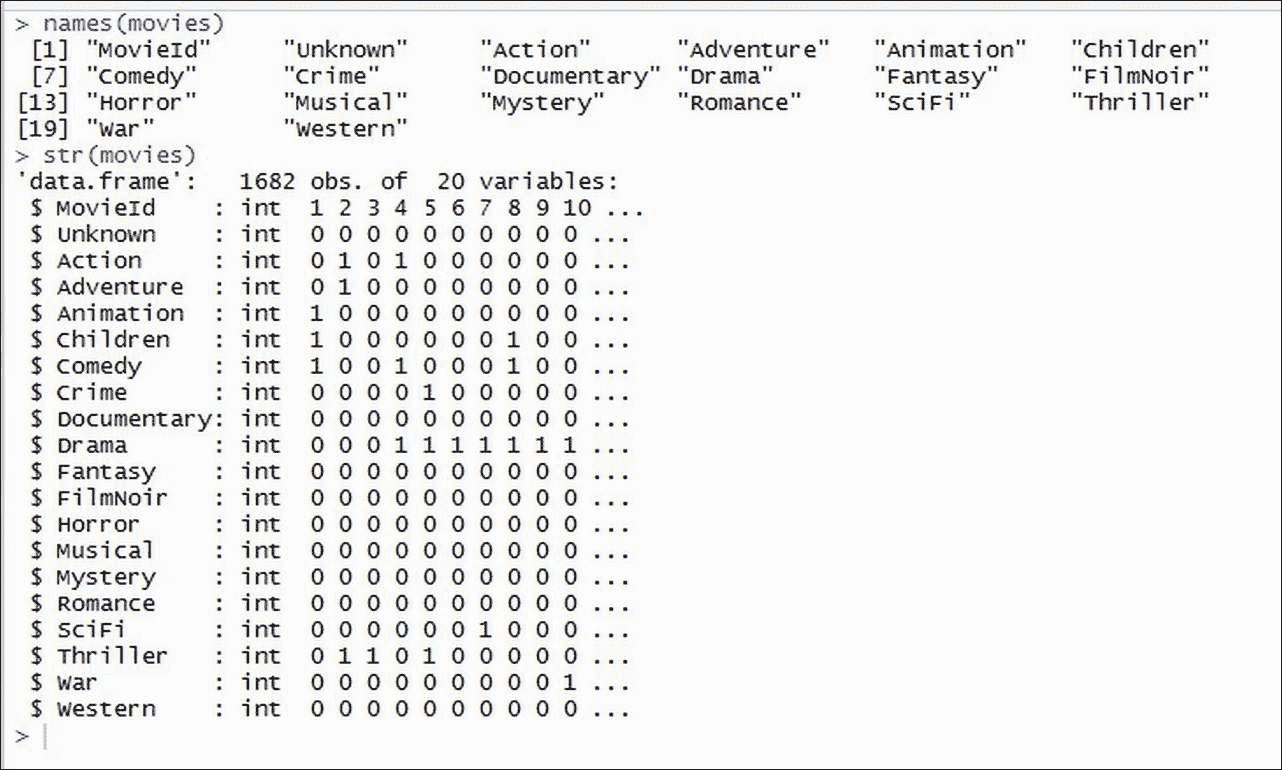 > names(movies)
 [1] "MovieId"     "Unknown"     "Action"      "Adventure"   "Animation"   "Children"
 [7] "Comedy"      "Crime"       "Documentary" "Drama"       "Fantasy"     "FilmNoir"
[13] "Horror"      "Musical"     "Mystery"     "Romance"     "SciFi"       "Thriller"
[19] "War"         "Western"
> str(movies)
'data.frame':   1682 obs. of  20 variables:
 $ MovieId    : int  1 2 3 4 5 6 7 8 9 10 ...
 $ Unknown    : int  0 0 0 0 0 0 0 0 0 0 ...
 $ Action     : int  0 1 0 1 0 0 0 0 0 0 ...
 $ Adventure  : int  0 1 0 0 0 0 0 0 0 0 ...
 $ Animation  : int  1 0 0 0 0 0 0 0 0 0 ...
 $ Children   : int  1 0 0 0 0 0 0 1 0 0 ...
 $ Comedy     : int  1 0 0 1 0 0 0 1 0 0 ...
 $ Crime      : int  0 0 0 0 1 0 0 0 0 0 ...
 $ Documentary: int  0 0 0 0 0 0 0 0 0 0 ...
 $ Drama      : int  0 0 0 1 1 1 1 1 1 1 ...
 $ Fantasy    : int  0 0 0 0 0 0 0 0 0 0 ...
 $ FilmNoir   : int  0 0 0 0 0 0 0 0 0 0 ...
 $ Horror     : int  0 0 0 0 0 0 0 0 0 0 ...
 $ Musical    : int  0 0 0 0 0 0 0 0 0 0 ...
 $ Mystery    : int  0 0 0 0 0 0 0 0 0 0 ...
 $ Romance    : int  0 0 0 0 0 0 0 0 0 0 ...
 $ SciFi      : int  0 0 0 0 0 0 1 0 0 0 ...
 $ Thriller   : int  0 1 1 0 1 0 0 0 0 0 ...
 $ War        : int  0 0 0 0 0 0 0 0 0 1 ...
 $ Western    : int  0 0 0 0 0 0 0 0 0 0 ...
>